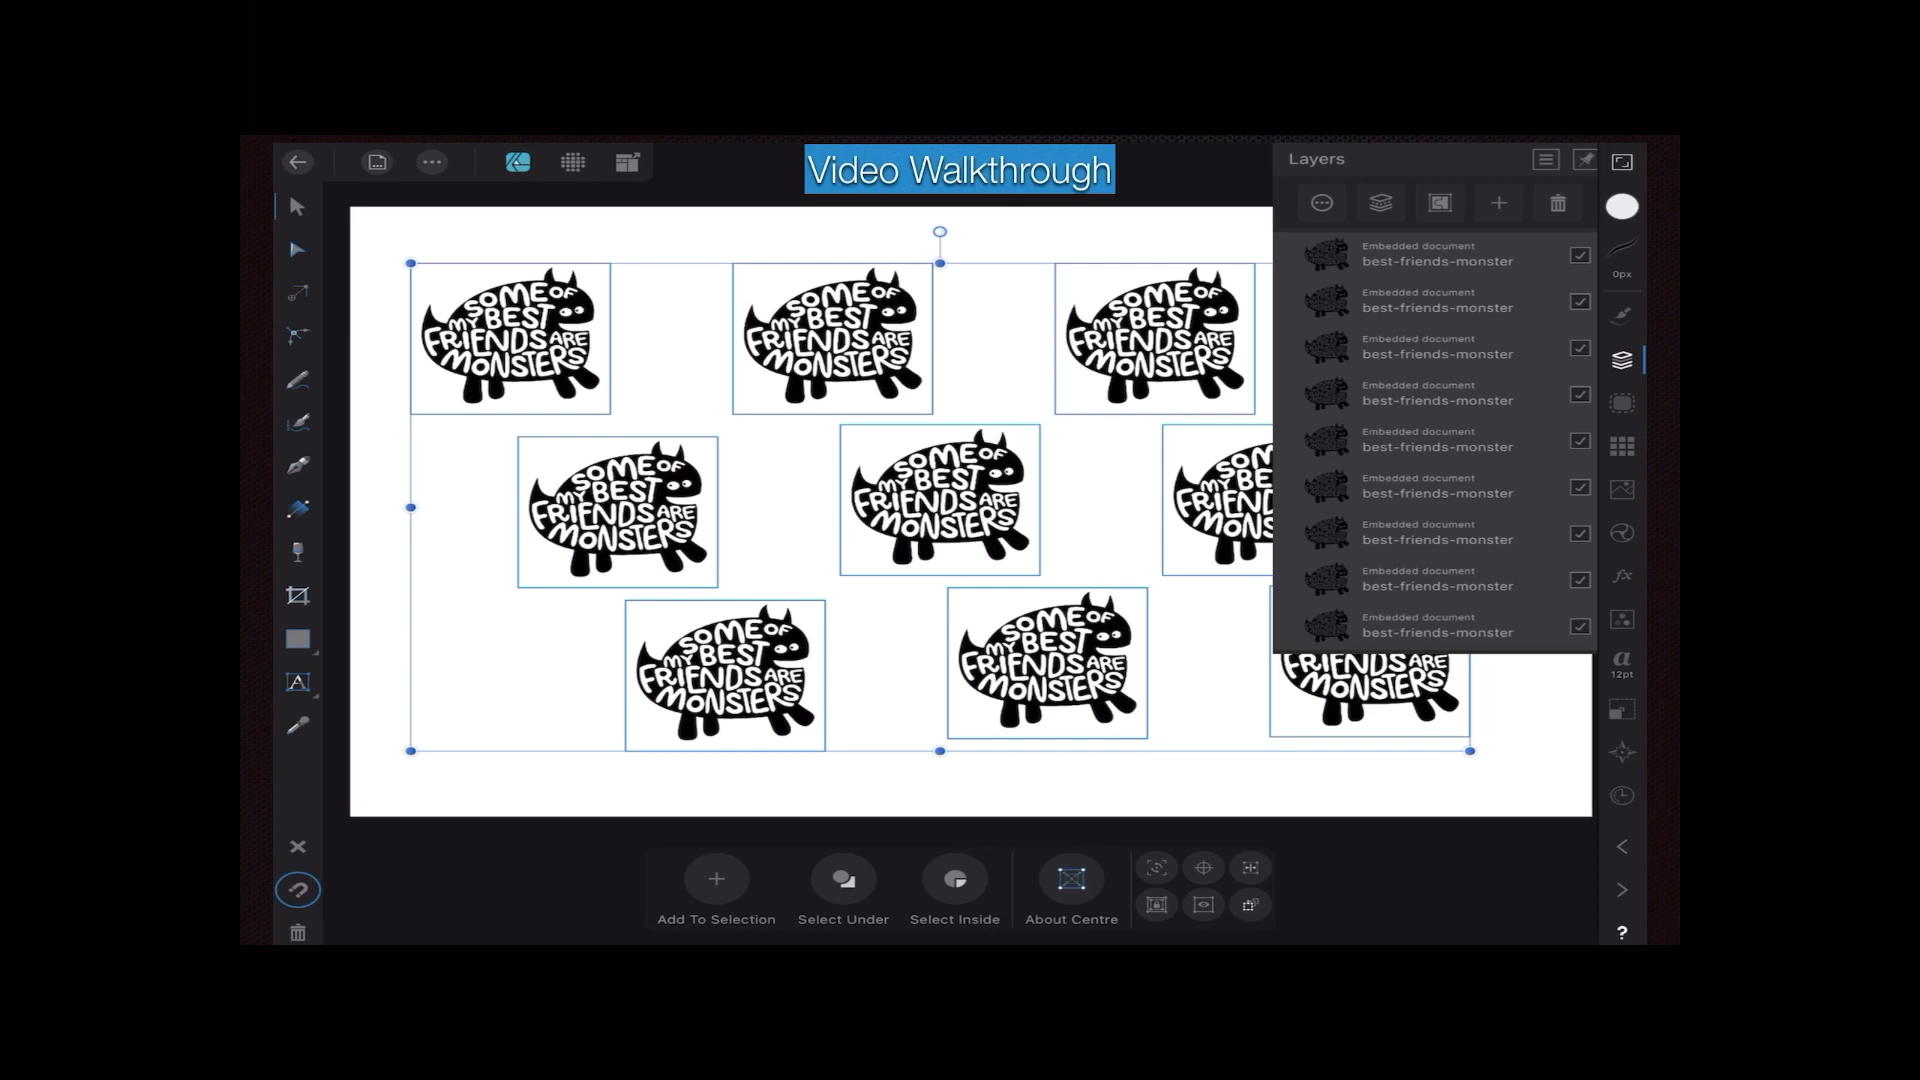 Video Walkthrough
Layers
Embedded document
best-friends-monster
Embedded document
best-friends-monster
Embedded document
best-friends-monster
Embedded document
best-friends-monster
Embedded document
best-friends-monster
Embedded document
best-friends-monster
Embedded document
best-friends-monster
Embedded document
best-friends-monster
Embedded document
best-friends-monster
0px
fx
a
12pt
?
A
SOME OF
MY BEST
FRIENDS ARE
MONSTERS
SOME OF
MY BEST
FRIENDS ARE
MONSTERS
SOME OF
MY BEST
FRIENDS ARE
MONSTERS
SOME OF
MY BEST
FRIENDS ARE
MONSTERS
SOME OF
MY BEST
FRIENDS ARE
MONSTERS
SOME OF
MY BEST
FRIENDS ARE
MONSTERS
SOME OF
MY BEST
FRIENDS ARE
MONSTERS
FRIENDS ARE
MONSTERS
Add To Selection
Select Under
Select Inside
About Centre